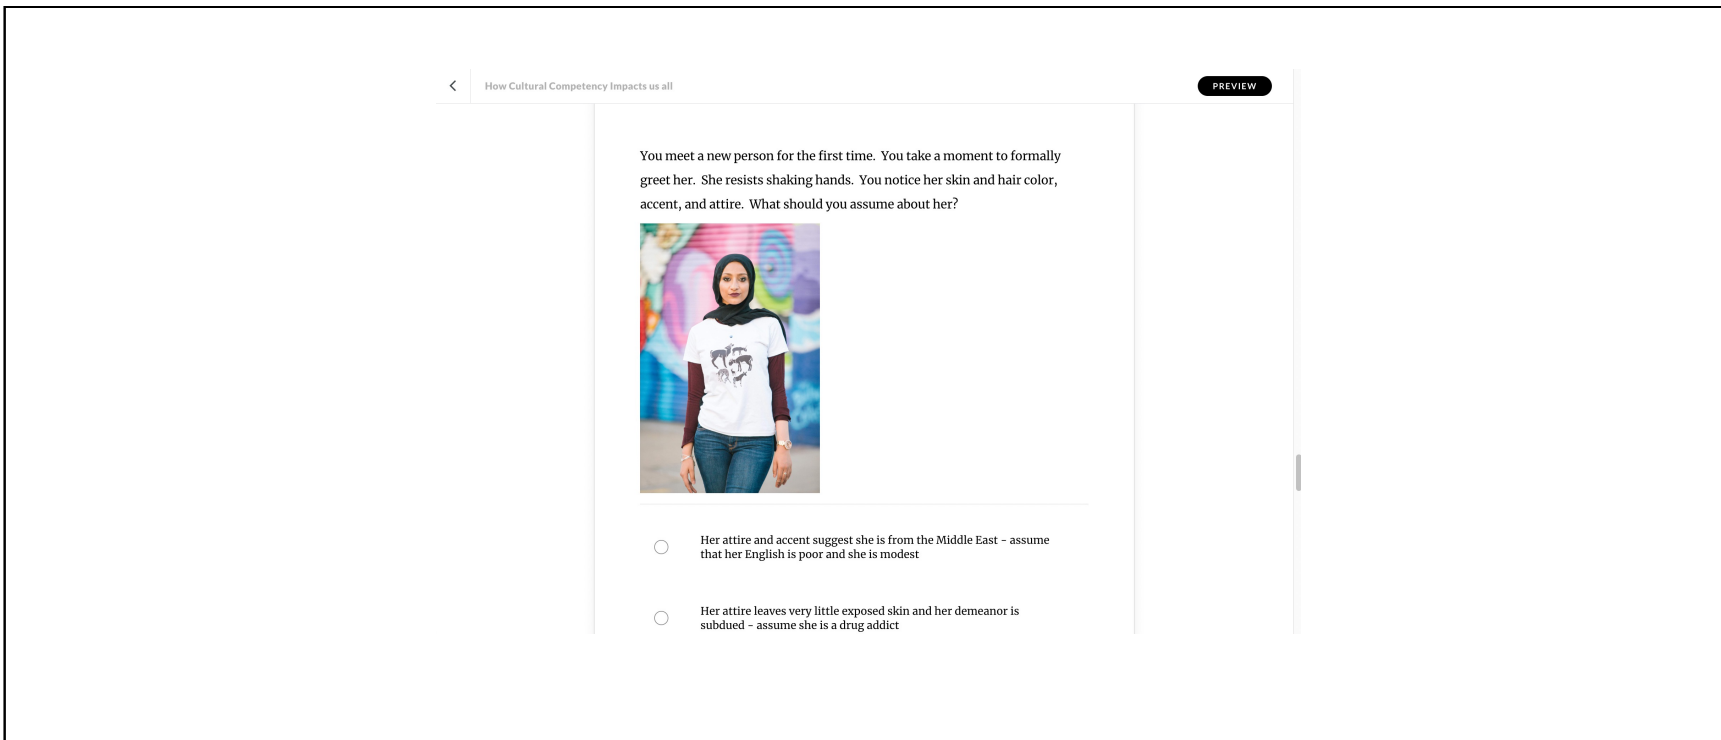 How Cultural Competency Impacts us all
PREVIEW
You meet a new person for the first time.  You take a moment to formally
greet her.  She resists shaking hands.  You notice her skin and hair color,
accent, and attire.  What should you assume about her?
Her attire and accent suggest she is from the Middle East - assume
that her English is poor and she is modest
Her attire leaves very little exposed skin and her demeanor is
subdued - assume she is a drug addict